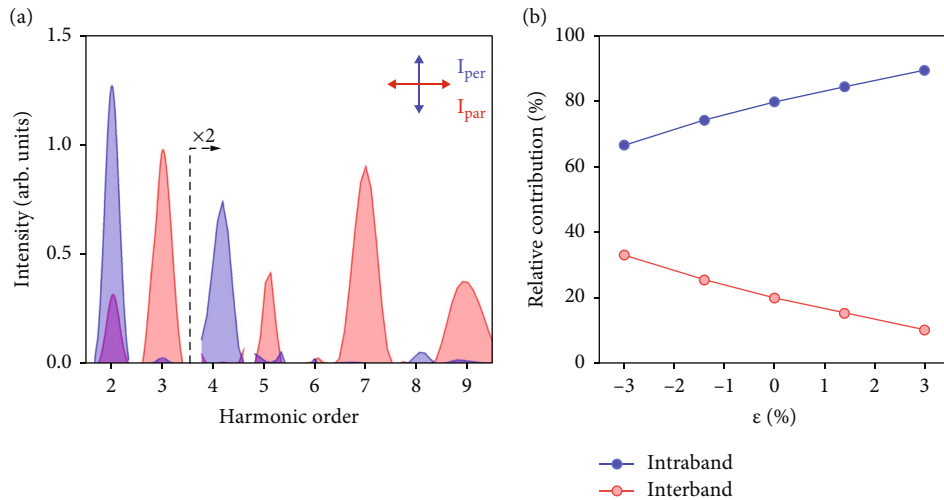 (a)
1.5
1.0
0.5
0.0
Intensity (arb. units)
×2
I_per
I_par
2 3 4 5 6 7 8 9
Harmonic order
(b)
100
80
60
40
20
0
Relative contribution (%)
–3 –2 –1 0 1 2 3
ε (%)
Intraband
Interband